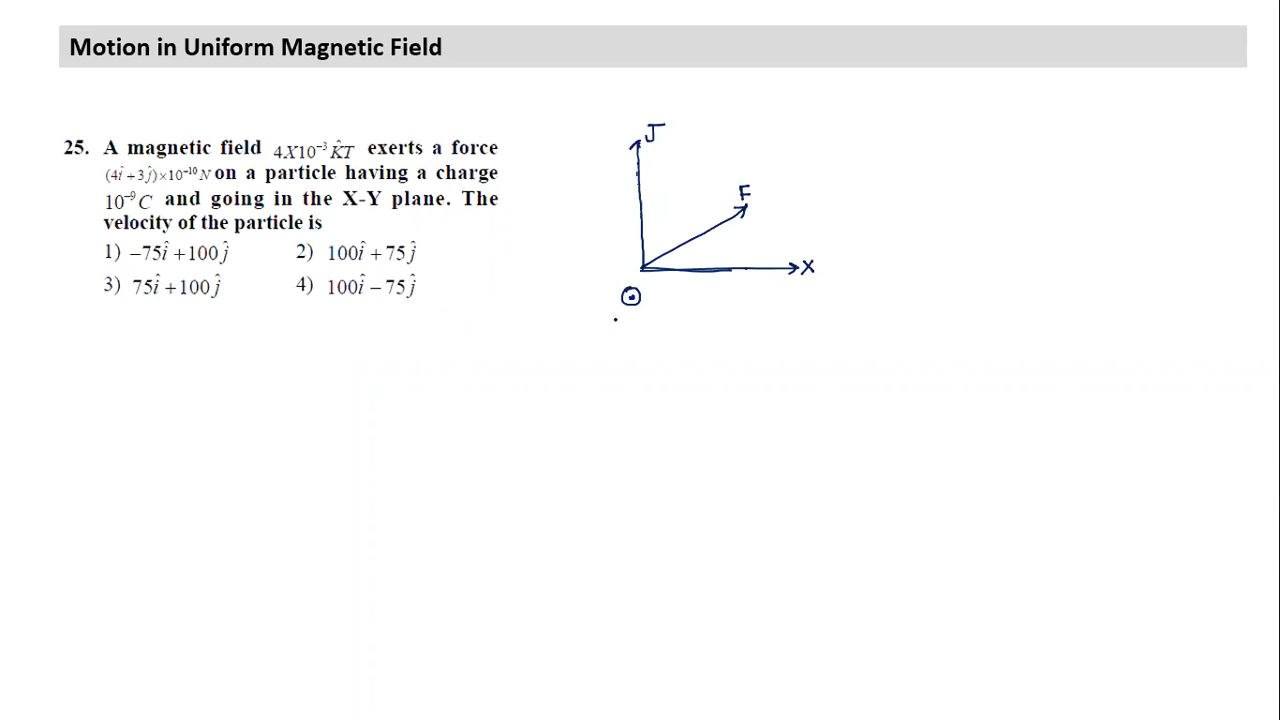 Motion in Uniform Magnetic Field
25. A magnetic field 4X10⁻³ K̂T exerts a force
(4î +3ĵ)×10⁻¹⁰ N on a particle having a charge
10⁻⁹ C and going in the X-Y plane. The
velocity of the particle is
1) −75î +100ĵ 2) 100î +75ĵ
3) 75î +100ĵ 4) 100î −75ĵ
J
F
X